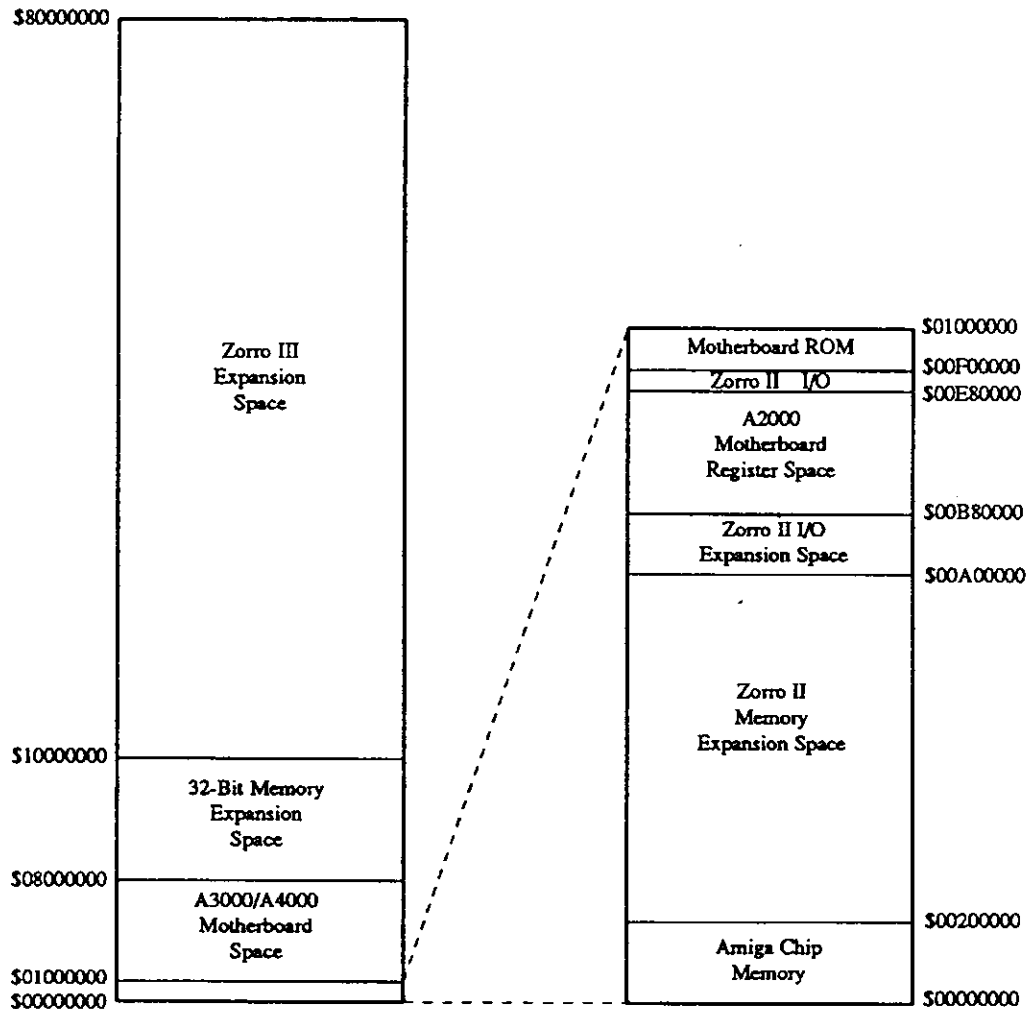 $80000000
Zorro III
Expansion
Space
$10000000
32-Bit Memory
Expansion
Space
$08000000
A3000/A4000
Motherboard
Space
$01000000
$00000000
$01000000
Motherboard ROM
$00F00000
Zorro II I/O
$00E80000
A2000
Motherboard
Register Space
$00B80000
Zorro II I/O
Expansion Space
$00A00000
Zorro II
Memory
Expansion Space
$00200000
Amiga Chip
Memory
$00000000